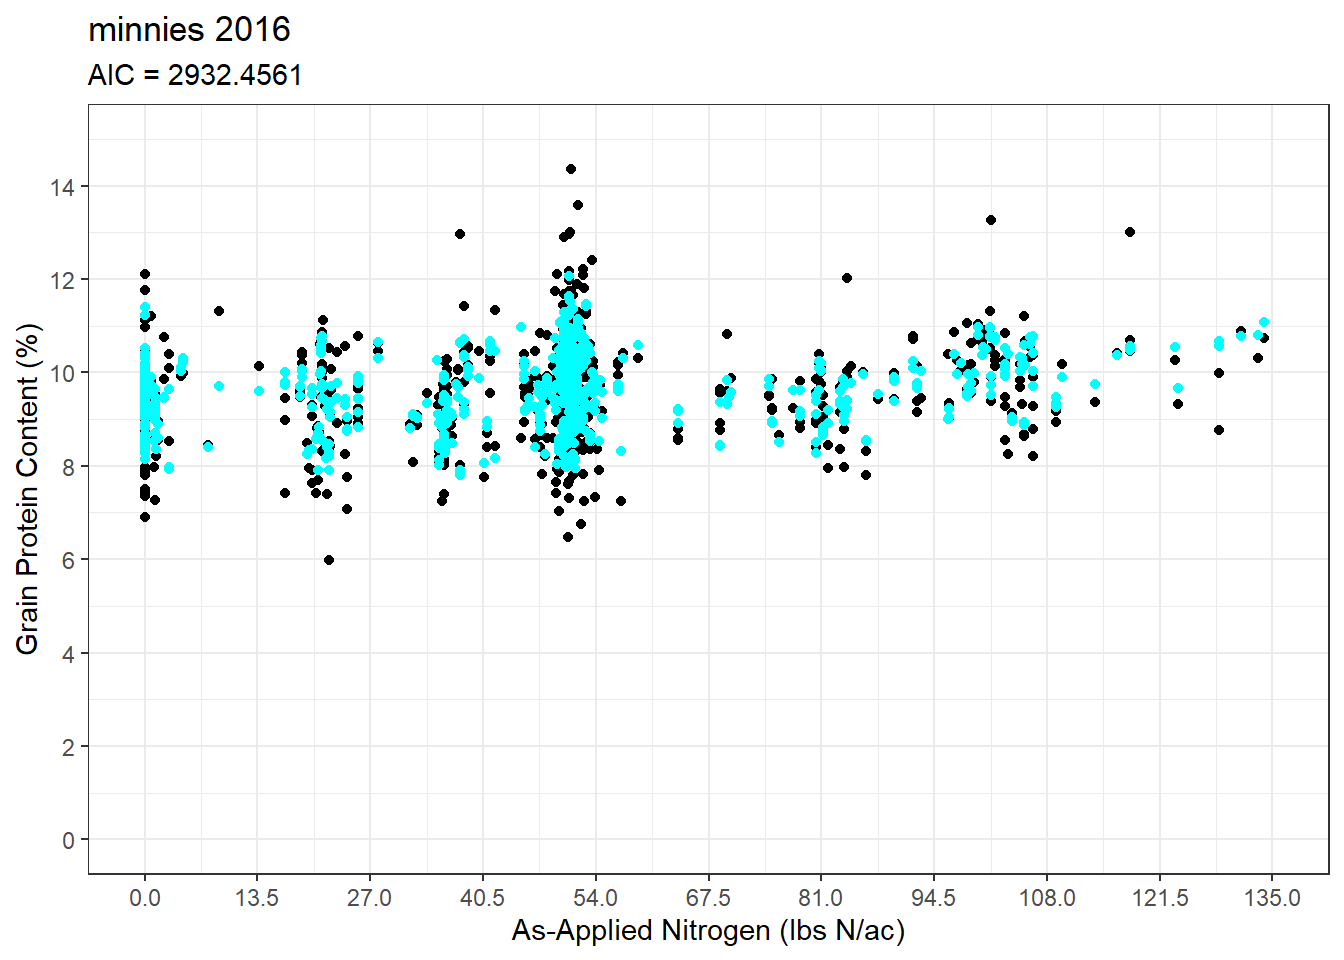 minnies 2016
AIC = 2932.4561
Grain Protein Content (%)
14
12
10
8
6
4
2
0
0.0 13.5 27.0 40.5 54.0 67.5 81.0 94.5 108.0 121.5 135.0
As-Applied Nitrogen (lbs N/ac)